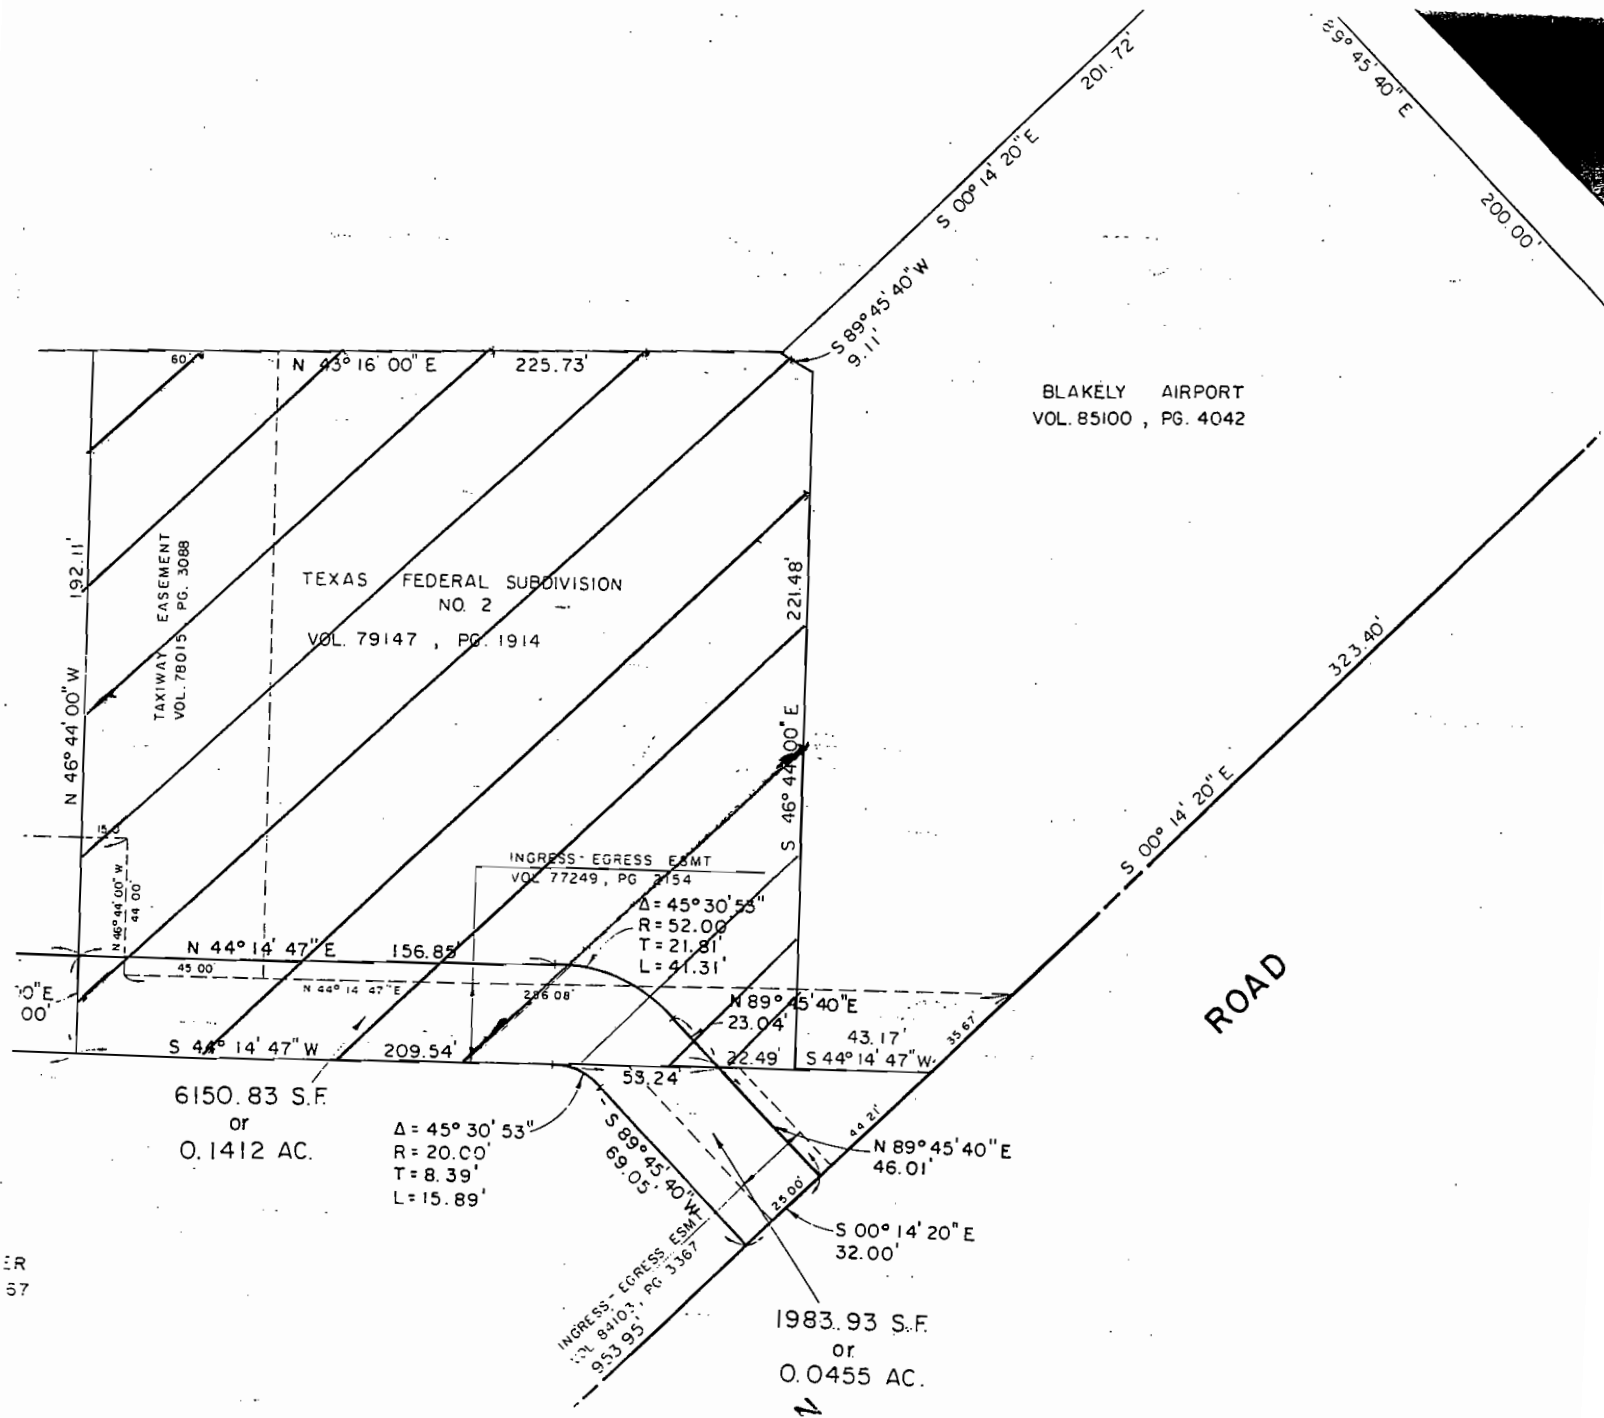 201.72'
S 00° 14' 20" E
89° 45' 40" E
200.00'
S 89° 45' 40" W
9.11'
BLAKELY AIRPORT
VOL. 85100 , PG. 4042
60'
N 43° 16' 00" E 225.73'
192.11'
N 46° 44' 00" W
TAXIWAY EASEMENT
VOL. 78015 , PG. 3088
TEXAS FEDERAL SUBDIVISION
NO. 2
VOL. 79147 , PG. 1914
221.48'
S 46° 44' 00" E
323.40'
S 00° 14' 20" E
ROAD
15.0
N 46° 44' 00" W
44.00'
INGRESS - EGRESS ESMT
VOL 77249, PG 2154
Δ = 45° 30' 53"
R = 52.00
T = 21.81'
L = 41.31'
N 44° 14' 47" E 156.85'
45.00'
N 44° 14' 47" E
0"E
00'
N 89° 45' 40" E
23.04'
43.17'
S 44° 14' 47" W
35.67'
S 44° 14' 47" W 209.54'
53.24'
22.49'
6150.83 S.F.
or
0.1412 AC.
Δ = 45° 30' 53"
R = 20.00'
T = 8.39'
L = 15.89'
S 89° 45' 40" W
69.05'
44.21'
N 89° 45' 40" E
46.01'
25.00'
S 00° 14' 20" E
32.00'
INGRESS - EGRESS ESMT
VOL 84103, PG 3367
953.95'
ER
57
1983.93 S.F.
or
0.0455 AC.
N